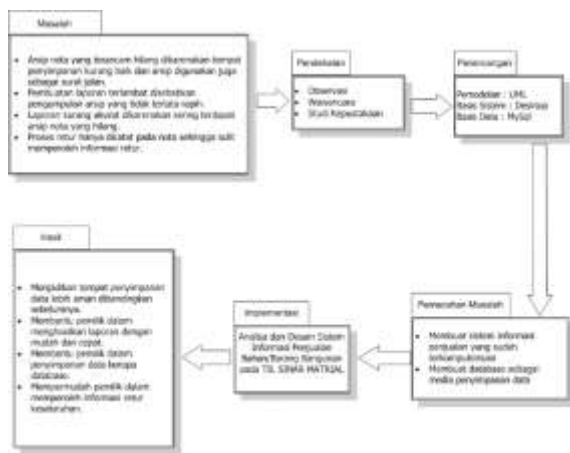 Masalah
• Arsip nota yang terancam hilang dikarenakan tempat
penyimpanan kurang baik dan arsip digunakan juga
sebagai surat jalan.
• Pembuatan laporan terlambat disebabkan
pengumpulan arsip yang tidak tertata rapih.
• Laporan kurang akurat dikarenakan sering terdapat
arsip nota yang hilang.
• Proses retur hanya dicatat pada nota sehingga sulit
memperoleh informasi retur.
Pendekatan
• Observasi
• Wawancara
• Studi Kepustakaan
Perancangan
Pemodelan : UML
Basis Sistem : Desktop
Basis Data : MySql
Pemecahan Masalah
• Membuat sistem informasi
penjualan yang sudah
terkomputerisasi
• Membuat database sebagai
media penyimpanan data
Implementasi
Analisa dan Desain Sistem
Informasi Penjualan
Bahan/Barang Bangunan
pada TB. SINAR MATRIAL
Hasil
• Menjadikan tempat penyimpanan
data lebih aman dibandingkan
sebelumnya.
• Membantu pemilik dalam
menghasilkan laporan dengan
mudah dan cepat.
• Membantu pemilik dalam
penyimpanan data berupa
database.
• Mempermudah pemilik dalam
memperoleh informasi retur
keseluruhan.